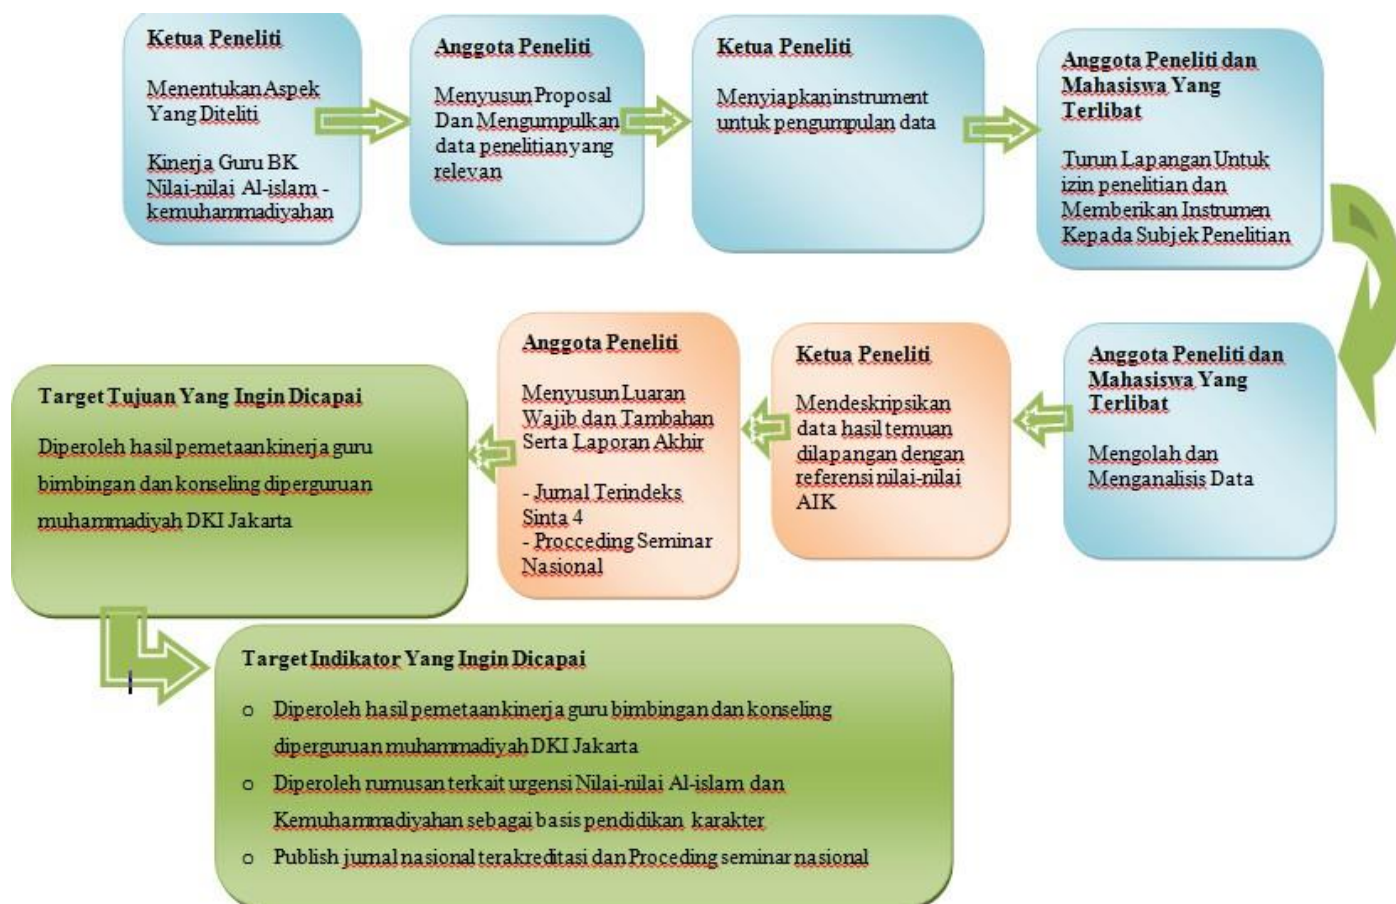 Ketua Peneliti
Menentukan Aspek
Yang Diteliti
Kinerja Guru BK
Nilai-nilai Al-islam -
kemuhammadiyahan
Anggota Peneliti
Menyusun Proposal
Dan Mengumpulkan
data penelitian yang
relevan
Ketua Peneliti
Menyiapkan instrument
untuk pengumpulan data
Anggota Peneliti dan
Mahasiswa Yang
Terlibat
Turun Lapangan Untuk
izin penelitian dan
Memberikan Instrumen
Kepada Subjek Penelitian
Anggota Peneliti dan
Mahasiswa Yang
Terlibat
Mengolah dan
Menganalisis Data
Ketua Peneliti
Mendeskripsikan
data hasil temuan
dilapangan dengan
referensi nilai-nilai
AIK
Anggota Peneliti
Menyusun Luaran
Wajib dan Tambahan
Serta Laporan Akhir
- Jurnal Terindeks
Sinta 4
- Procceding Seminar
Nasional
Target Tujuan Yang Ingin Dicapai
Diperoleh hasil pemetaankinerja guru
bimbingan dan konseling diperguruan
muhammadiyah DKI Jakarta
Target Indikator Yang Ingin Dicapai
o Diperoleh hasil pemetaankinerja guru bimbingan dan konseling
diperguruan muhammadiyah DKI Jakarta
o Diperoleh rumusan terkait urgensi Nilai-nilai Al-islam dan
Kemuhammadiyahan sebagai basis pendidikan karakter
o Publish jurnal nasional terakreditasi dan Proceding seminar nasional